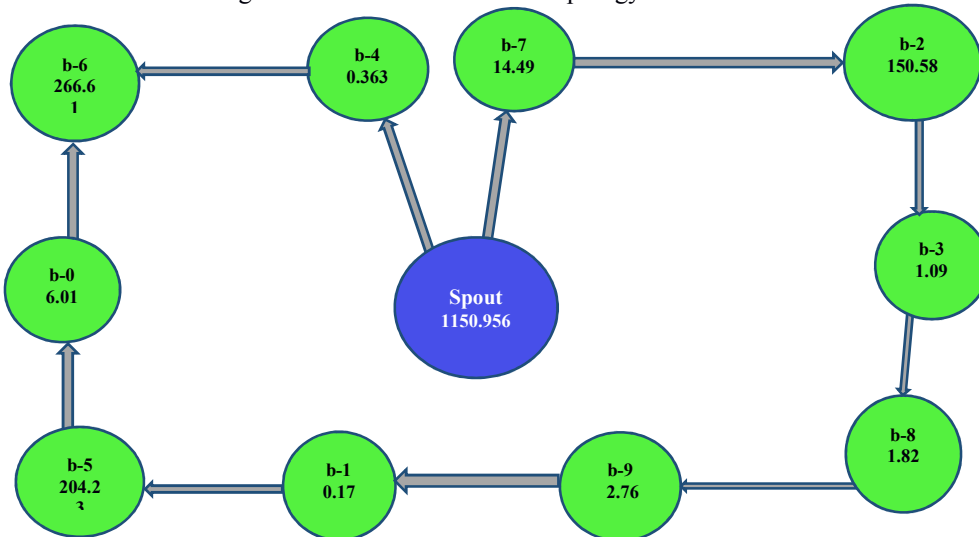 b-6
266.6
1
b-4
0.363
b-7
14.49
b-2
150.58
b-3
1.09
b-0
6.01
Spout
1150.956
b-8
1.82
b-9
2.76
b-1
0.17
b-5
204.2
3